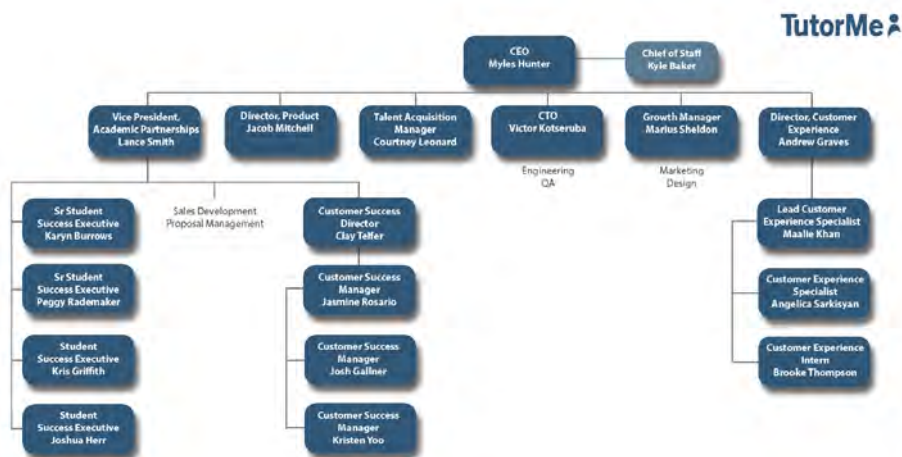 TutorMe
CEO
Myles Hunter
Chief of Staff
Kyle Baker
Vice President,
Academic Partnerships
Lance Smith
Director, Product
Jacob Mitchell
Talent Acquisition
Manager
Courtney Leonard
CTO
Victor Kotseruba
Growth Manager
Marius Sheldon
Director, Customer
Experience
Andrew Graves
Engineering
QA
Marketing
Design
Sr Student
Success Executive
Karyn Burrows
Sales Development
Proposal Management
Customer Success
Director
Clay Telfer
Lead Customer
Experience Specialist
Maalie Khan
Sr Student
Success Executive
Peggy Rademaker
Customer Success
Manager
Jasmine Rosario
Customer Experience
Specialist
Angelica Sarkisyan
Student
Success Executive
Kris Griffith
Customer Success
Manager
Josh Gallner
Customer Experience
Intern
Brooke Thompson
Student
Success Executive
Joshua Herr
Customer Success
Manager
Kristen Yoo